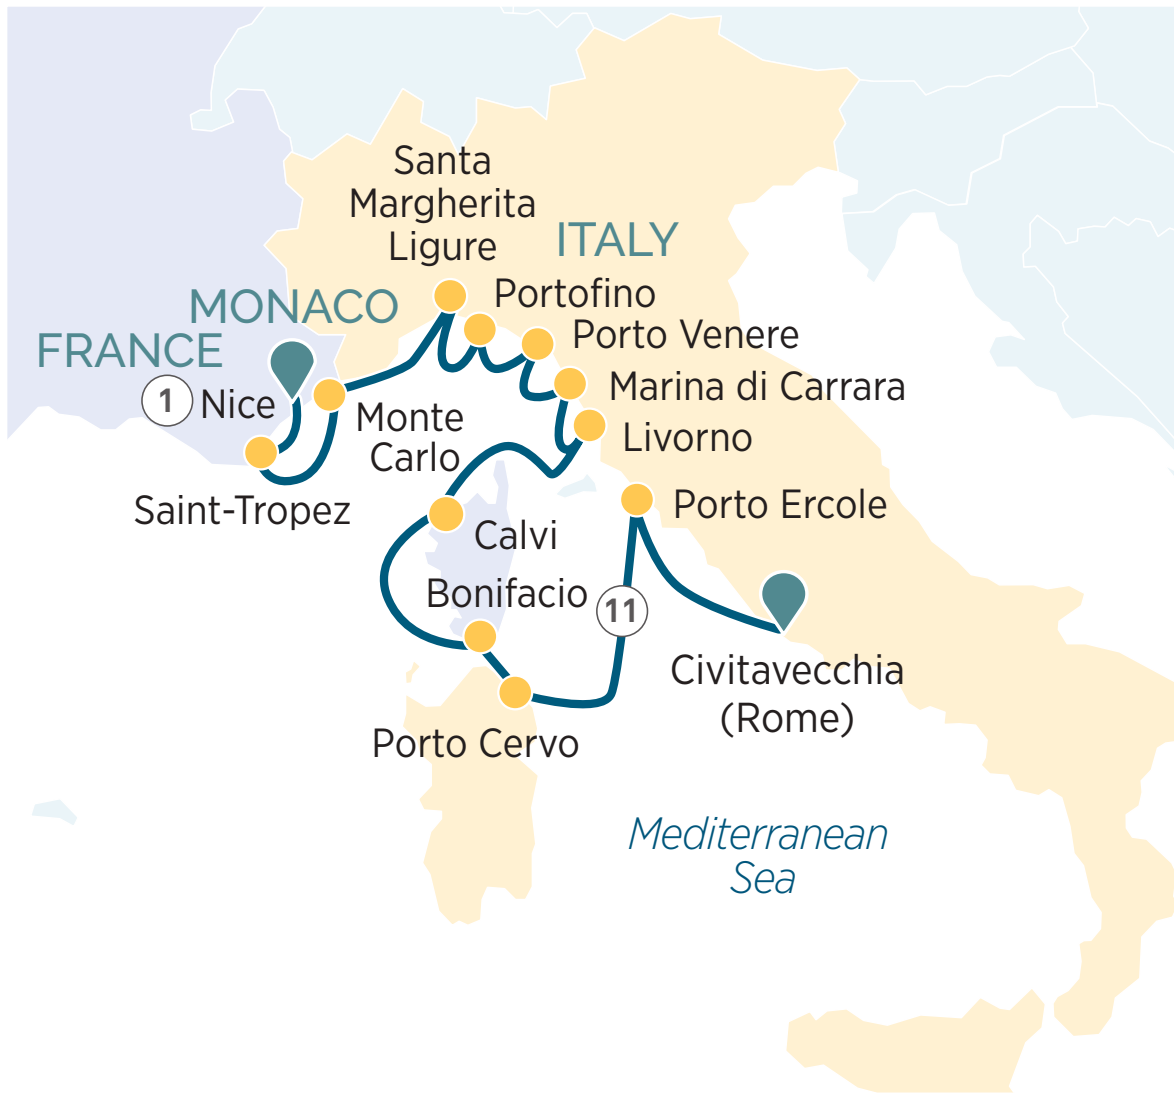 Santa
Margherita
Ligure
ITALY
Portofino
MONACO
Porto Venere
FRANCE
Marina di Carrara
1
Nice
Monte
Carlo
Livorno
Saint-Tropez
Porto Ercole
Calvi
Bonifacio
11
Civitavecchia
(Rome)
Porto Cervo
Mediterranean
Sea